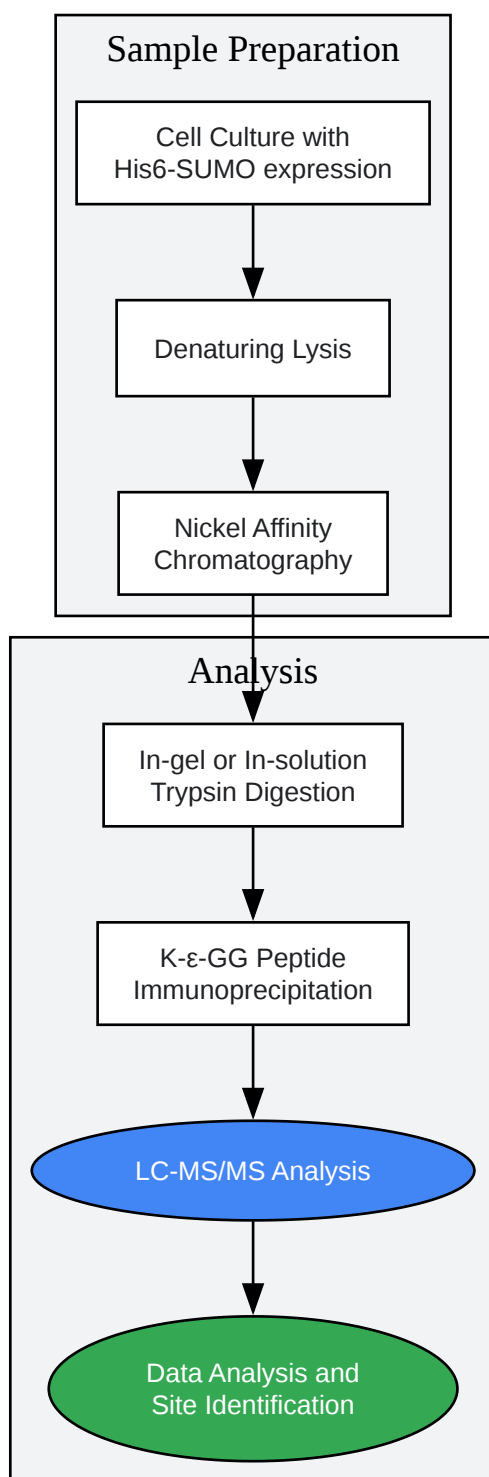 Sample Preparation
Cell Culture with
His6-SUMO expression
Denaturing Lysis
Nickel Affinity
Chromatography
Analysis
In-gel or In-solution
Trypsin Digestion
K-ε-GG Peptide
Immunoprecipitation
LC-MS/MS Analysis
Data Analysis and
Site Identification